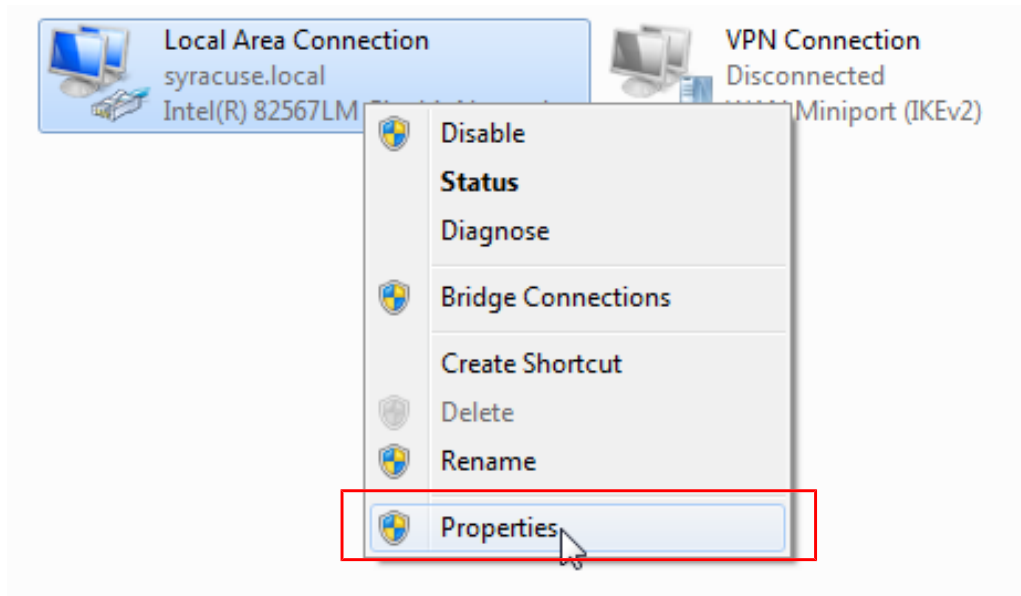 Local Area Connection
syracuse.local
Intel(R) 82567LM
VPN Connection
Disconnected
Miniport (IKEv2)
Disable
Status
Diagnose
Bridge Connections
Create Shortcut
Delete
Rename
Properties